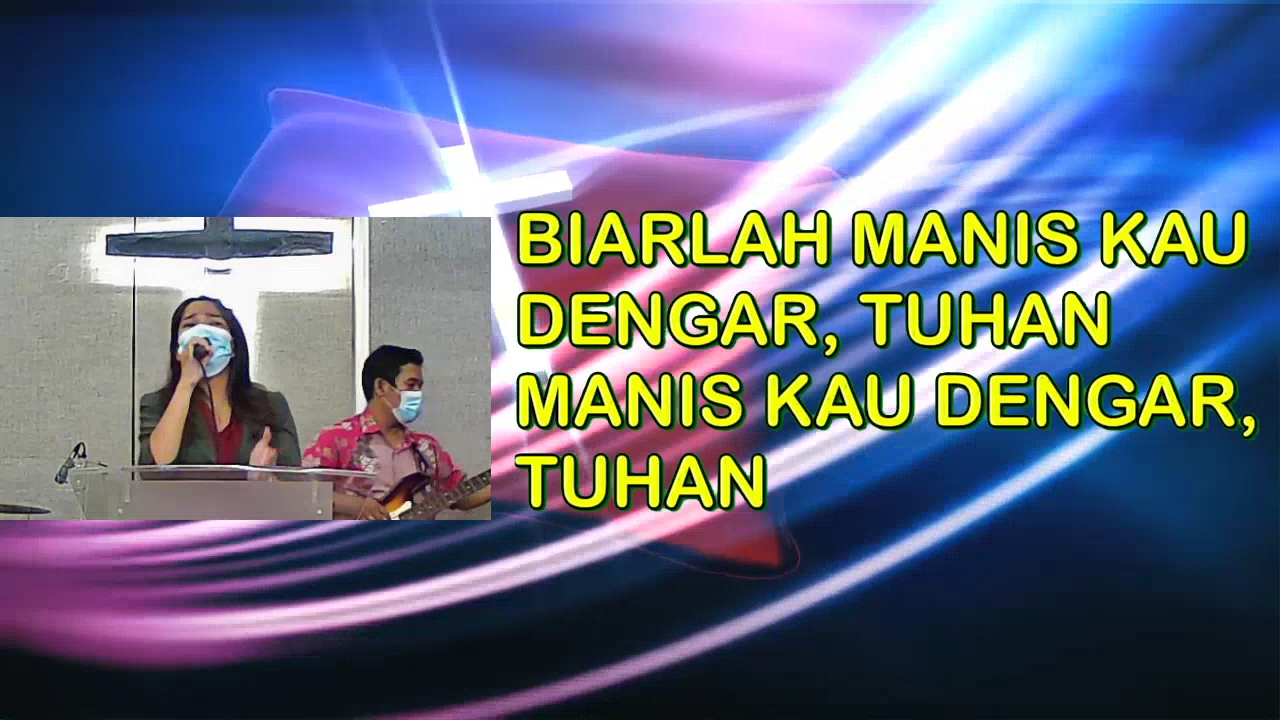 BIARLAH MANIS KAU
DENGAR, TUHAN
MANIS KAU DENGAR,
TUHAN